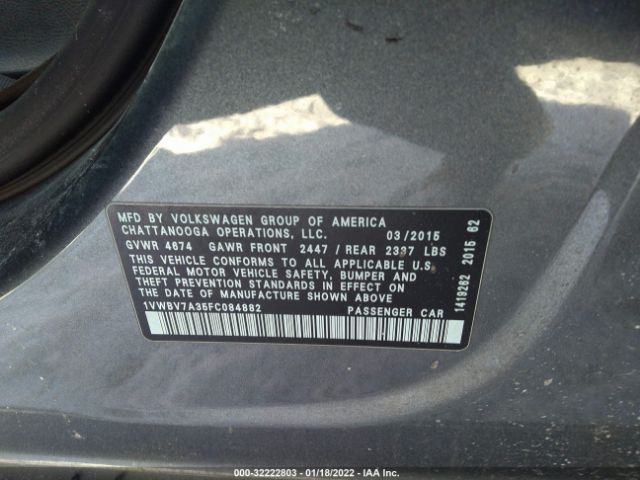 MFD BY VOLKSWAGEN GROUP OF AMERICA
CHATTANOOGA OPERATIONS, LLC. 03/2015
GVWR 4674 GAWR FRONT 2447 / REAR 2337 LBS
THIS VEHICLE CONFORMS TO ALL APPLICABLE U.S.
FEDERAL MOTOR VEHICLE SAFETY, BUMPER AND
THEFT PREVENTION STANDARDS IN EFFECT ON
THE DATE OF MANUFACTURE SHOWN ABOVE
1VWBV7A35FC084882 PASSENGER CAR
1419262 2015 62
000-32222803 - 01/18/2022 - IAA Inc.